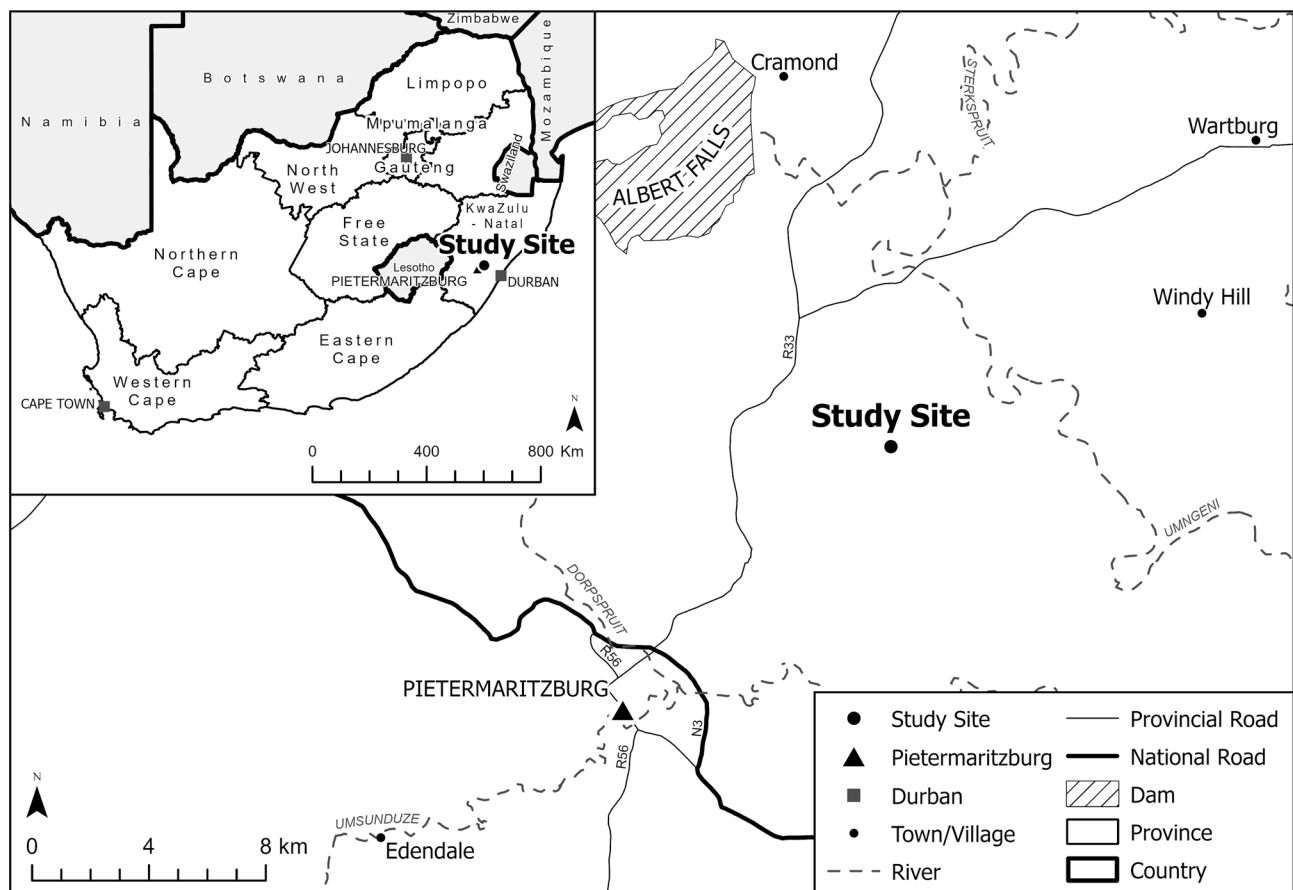 Zimbabwe
Botswana
Namibia
Mozambique
Limpopo
Mpumalanga
JOHANNESBURG
Gauteng
Swaziland
North
West
KwaZulu
- Natal
Free
State
Study Site
Northern
Cape
Lesotho
PIETERMARITZBURG
DURBAN
Eastern
Cape
Western
Cape
CAPE TOWN
N
0 400 800 Km
Cramond
STERKSPRUIT
Wartburg
ALBERT FALLS
Windy Hill
R33
Study Site
UMNGENI
DORPSPRUIT
R56
PIETERMARITZBURG
N3
R56
UMSUNDUZE
Edendale
N
0 4 8 km
Study Site
Pietermaritzburg
Durban
Town/Village
River
Provincial Road
National Road
Dam
Province
Country